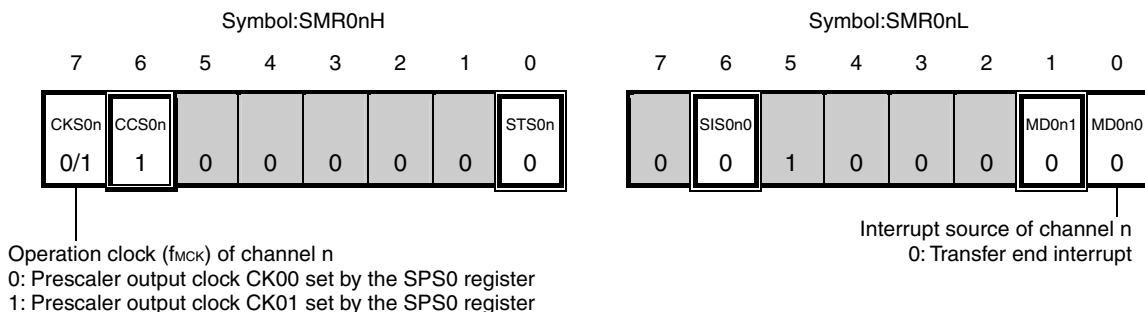 Symbol:SMR0nH
7 6 5 4 3 2 1 0
CKS0n CCS0n STS0n
0/1 1 0 0 0 0 0 0
Operation clock (fMCK) of channel n
0: Prescaler output clock CK00 set by the SPS0 register
1: Prescaler output clock CK01 set by the SPS0 register
Symbol:SMR0nL
7 6 5 4 3 2 1 0
SIS0n0 MD0n1 MD0n0
0 0 1 0 0 0 0 0
Interrupt source of channel n
0: Transfer end interrupt